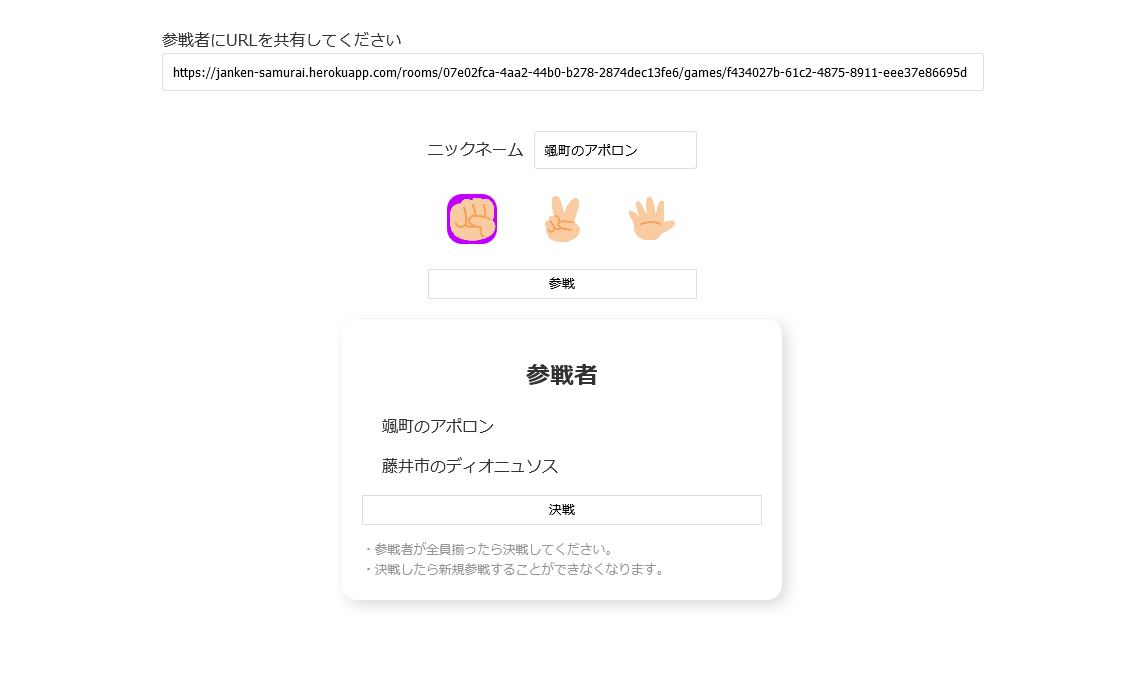 参戦者にURLを共有してください
https://janken-samurai.herokuapp.com/rooms/07e02fca-4aa2-44b0-b278-2874dec13fe6/games/f434027b-61c2-4875-8911-eee37e86695d
ニックネーム 颯町のアポロン
参戦
参戦者
颯町のアポロン
藤井市のディオニュソス
決戦
・参戦者が全員揃ったら決戦してください。
・決戦したら新規参戦することができなくなります。